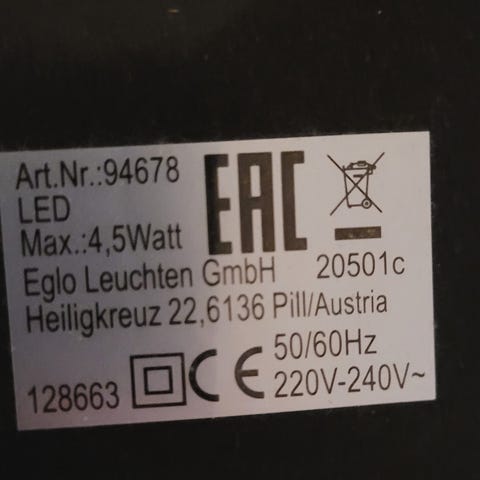 Art.Nr.:94678
LED
Max.:4,5Watt
EAC
Eglo Leuchten GmbH 20501c
Heiligkreuz 22,6136 Pill/Austria
128663 CE 50/60Hz
220V-240V~